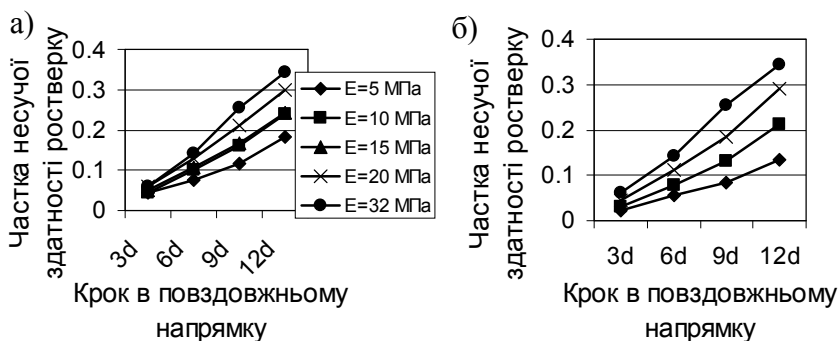 а)
Частка несучої
здатності ростверку
0.4
0.3
0.2
0.1
0
3d
6d
9d
12d
Крок в повздовжньому
напрямку
E=5 МПа
E=10 МПа
E=15 МПа
E=20 МПа
E=32 МПа
б)
Частка несучої
здатності ростверку
0.4
0.3
0.2
0.1
0
3d 6d 9d 12d
Крок в повздовжньому
напрямку